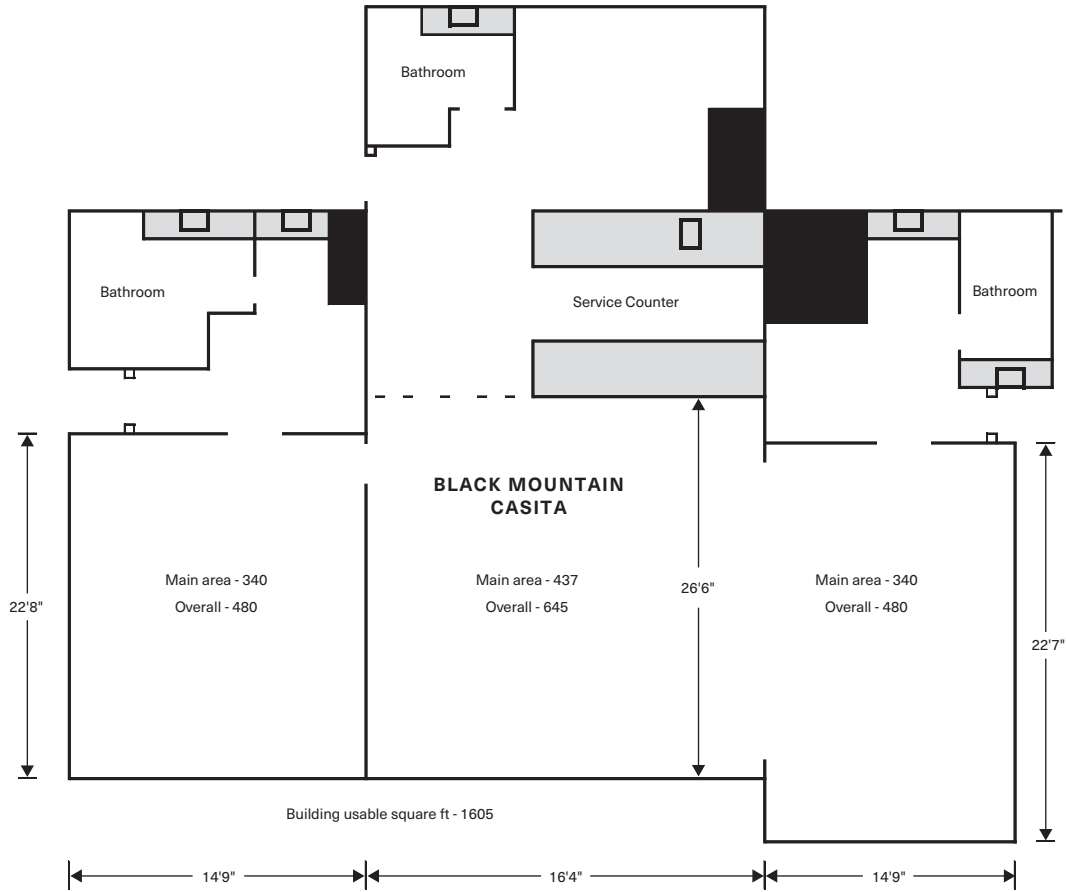 Bathroom
Bathroom
Service Counter
Bathroom
BLACK MOUNTAIN
CASITA
Main area - 340
Overall - 480
Main area - 437
Overall - 645
Main area - 340
Overall - 480
22'8"
26'6"
22'7"
Building usable square ft - 1605
14'9"
16'4"
14'9"